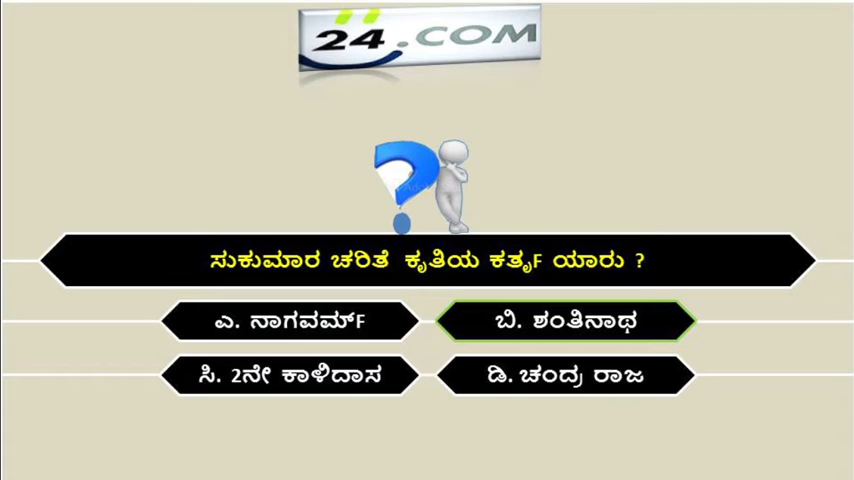 24.COM
ಸುಕುಮಾರ ಚರಿತೆ ಕೃತಿಯ ಕತೃF ಯಾರು ?
ಎ. ನಾಗವಮ್F
ಬಿ. ಶಂತಿನಾಥ
ಸಿ. 2ನೇ ಕಾಳಿದಾಸ
ಡಿ. ಚಂದ್ರ ರಾಜ